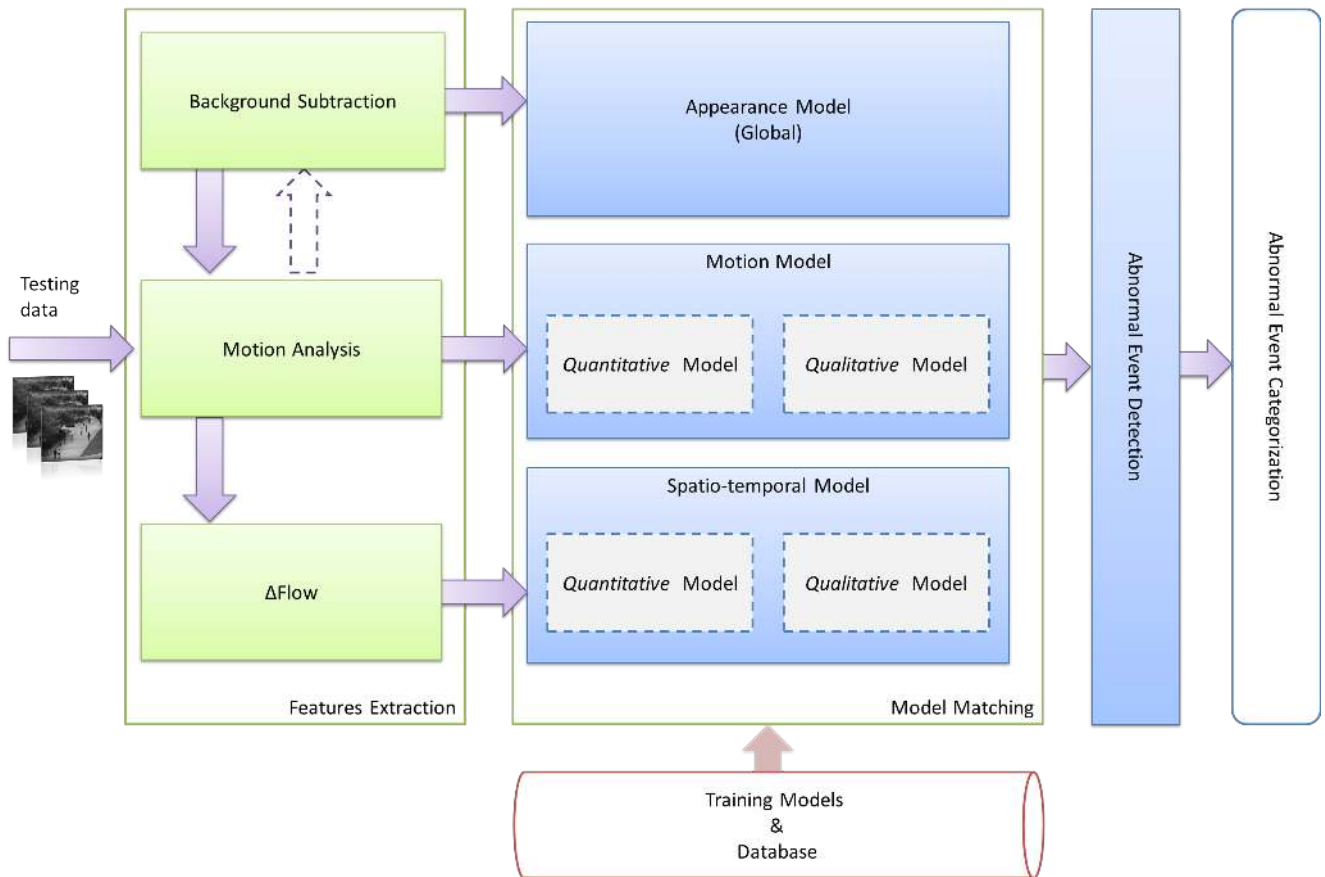 Testing
data
Background Subtraction
Motion Analysis
ΔFlow
Features Extraction
Appearance Model
(Global)
Motion Model
Quantitative Model
Qualitative Model
Spatio-temporal Model
Quantitative Model
Qualitative Model
Model Matching
Training Models
&
Database
Abnormal Event Detection
Abnormal Event Categorization